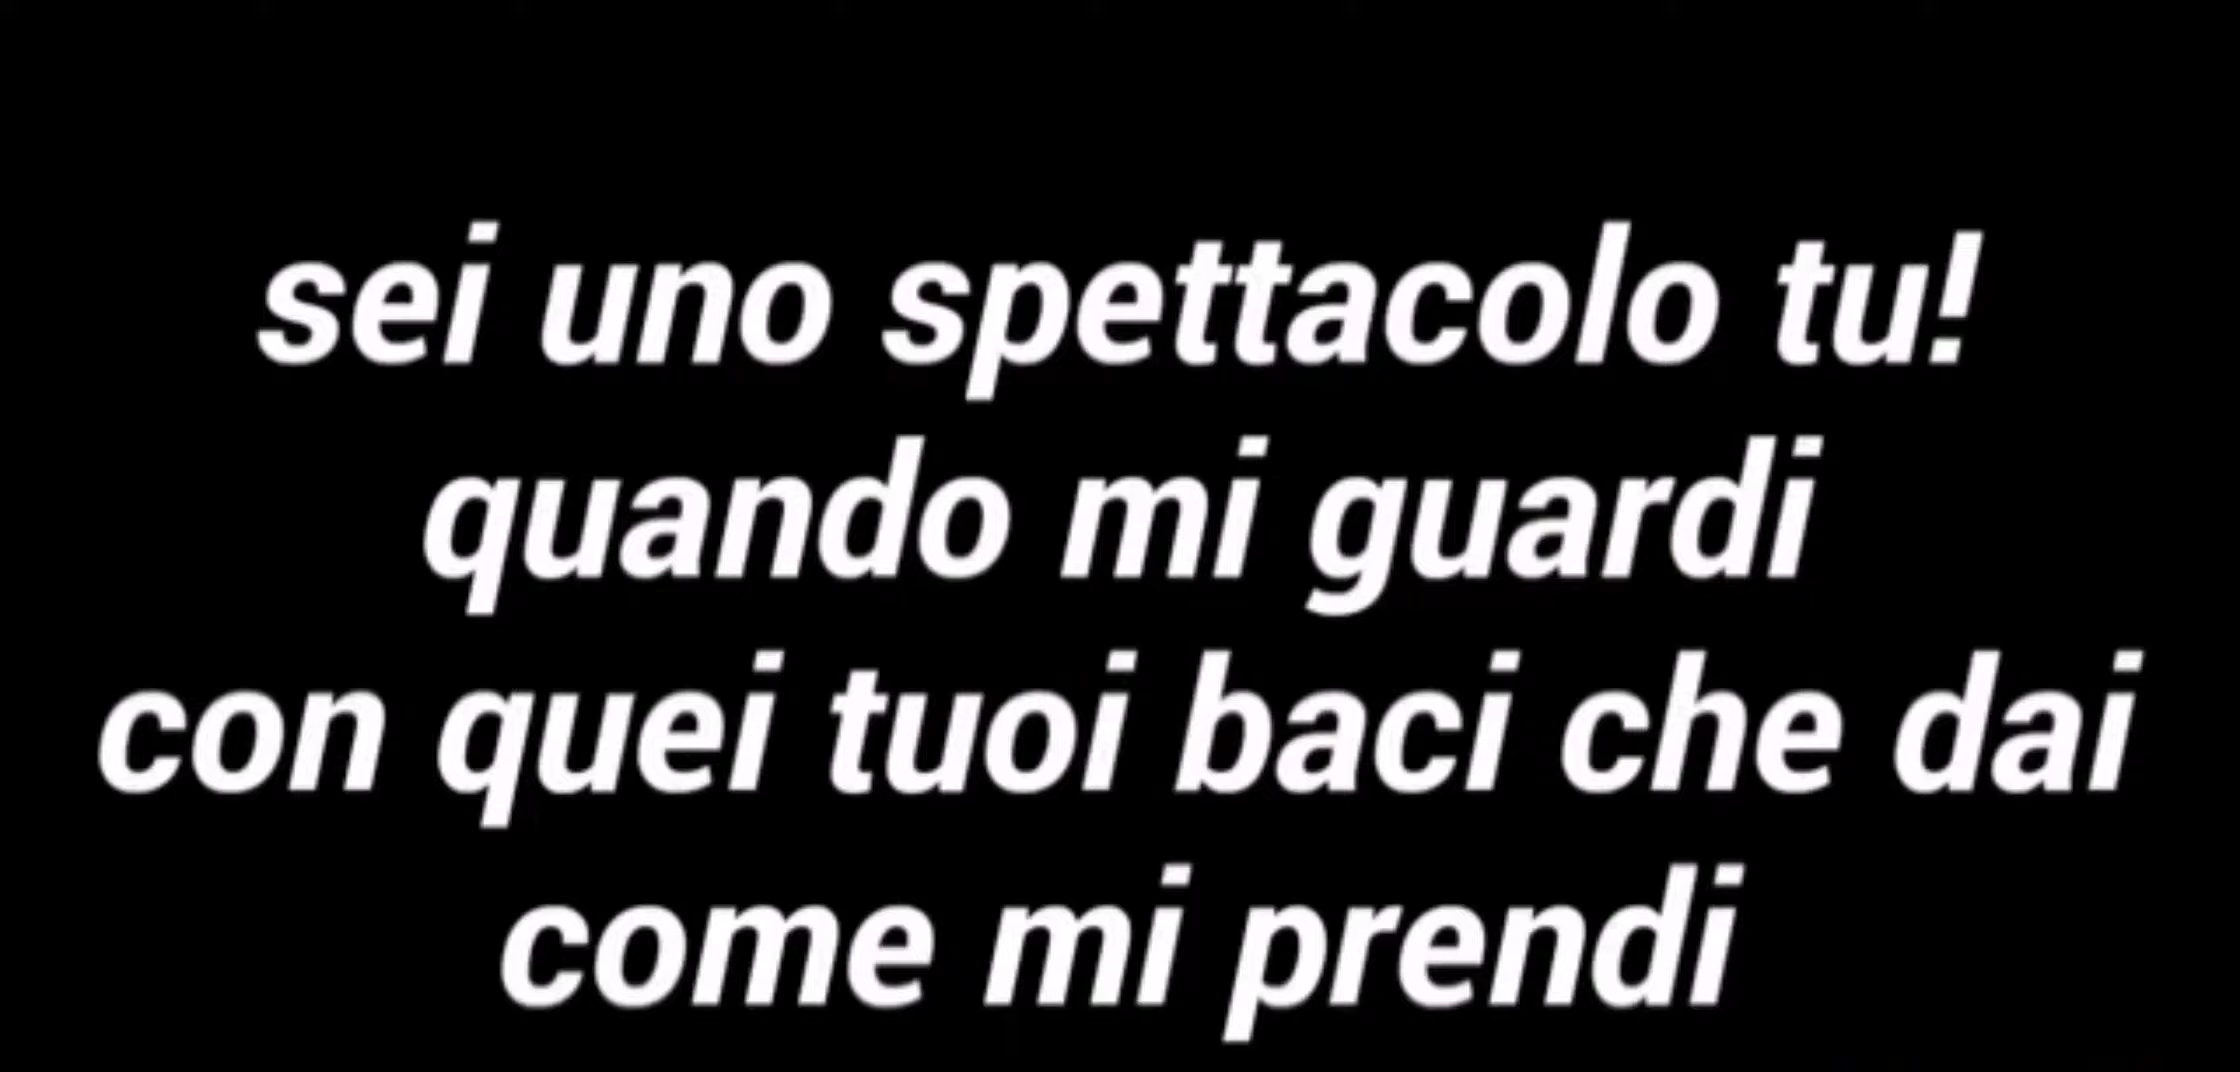 sei uno spettacolo tu!
quando mi guardi
con quei tuoi baci che dai
come mi prendi